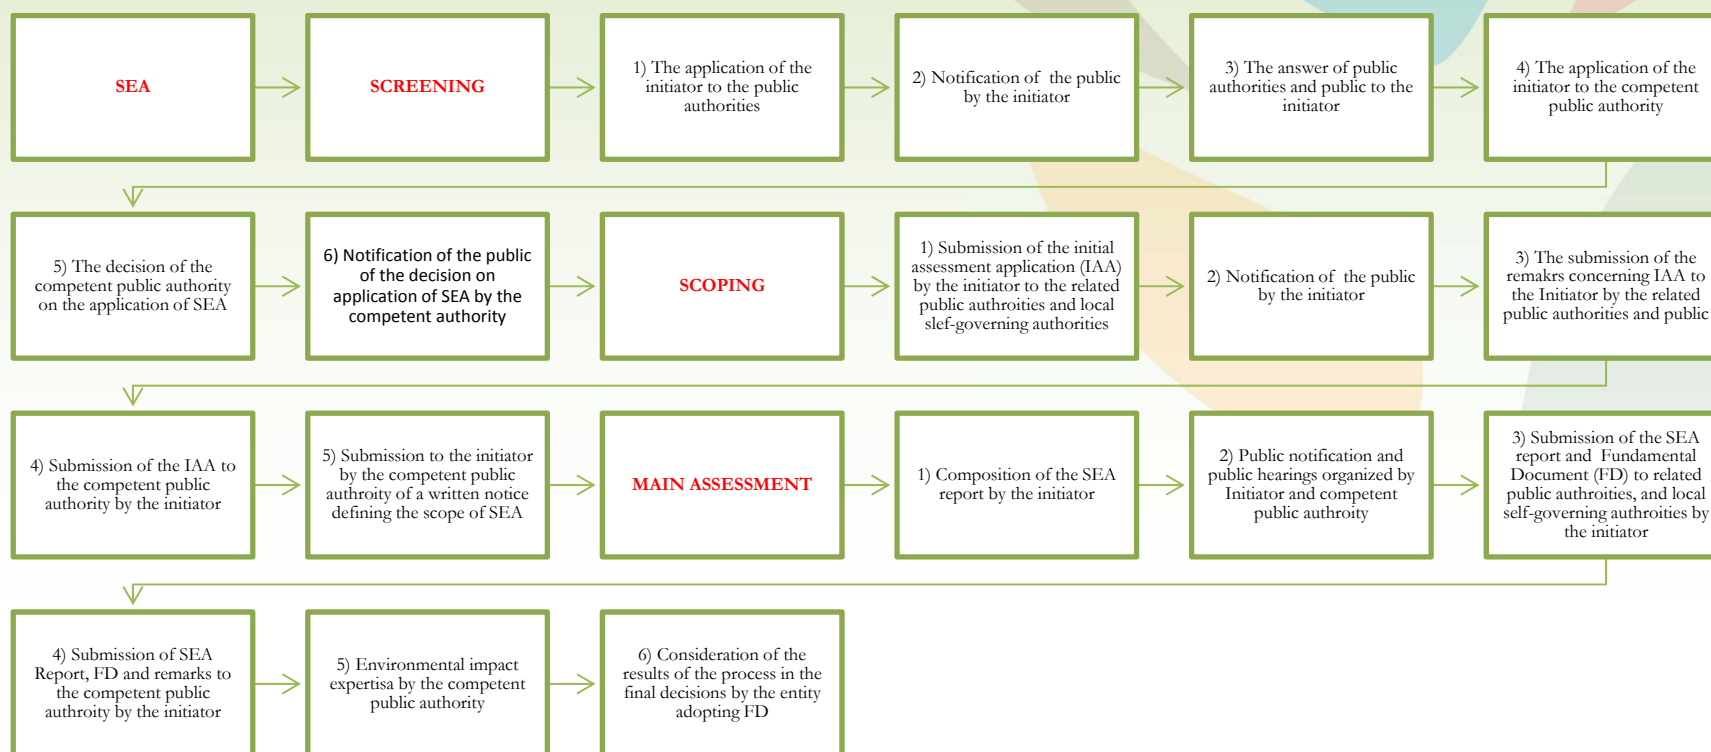 SEA
SCREENING
1) The application of the
initiator to the public
authorities
2) Notification of the public
by the initiator
3) The answer of public
authorities and public to the
initiator
4) The application of the
initiator to the competent
public authority
5) The decision of the
competent public authority
on the application of SEA
6) Notification of the public
of the decision on
application of SEA by the
competent authority
SCOPING
1) Submission of the initial
assessment application (IAA)
by the initiator to the related
public authroities and local
slef-governing authorities
2) Notification of the public
by the initiator
3) The submission of the
remakrs concerning IAA to
the Initiator by the related
public authorities and public
4) Submission of the IAA to
the competent public
authority by the initiator
5) Submission to the initiator
by the competent public
authroity of a written notice
defining the scope of SEA
MAIN ASSESSMENT
1) Composition of the SEA
report by the initiator
2) Public notification and
public hearings organized by
Initiator and competent
public authroity
3) Submission of the SEA
report and Fundamental
Document (FD) to related
public authroities, and local
self-governing authroities by
the initiator
4) Submission of SEA
Report, FD and remarks to
the competent public
authroity by the initiator
5) Environmental impact
expertisa by the competent
public authority
6) Consideration of the
results of the process in the
final decisions by the entity
adopting FD